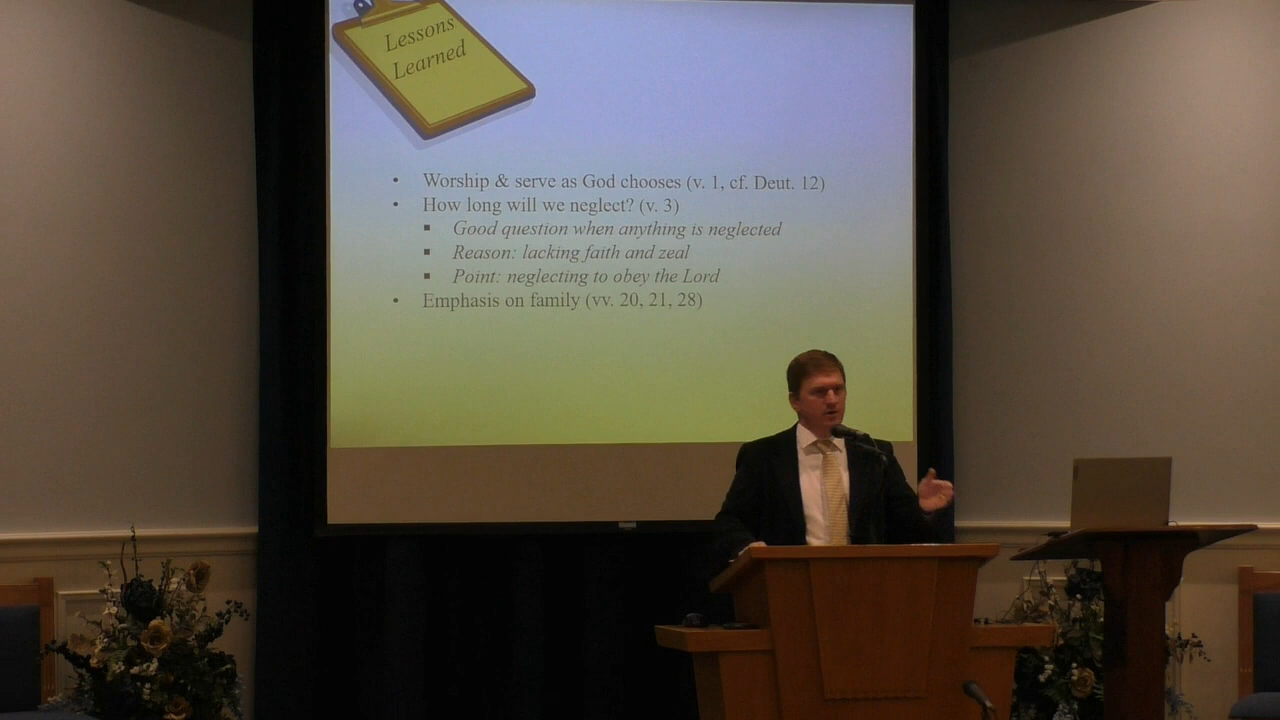 Lessons
Learned
• Worship & serve as God chooses (v. 1, cf. Deut. 12)
• How long will we neglect? (v. 3)
▪ Good question when anything is neglected
▪ Reason: lacking faith and zeal
▪ Point: neglecting to obey the Lord
• Emphasis on family (vv. 20, 21, 28)